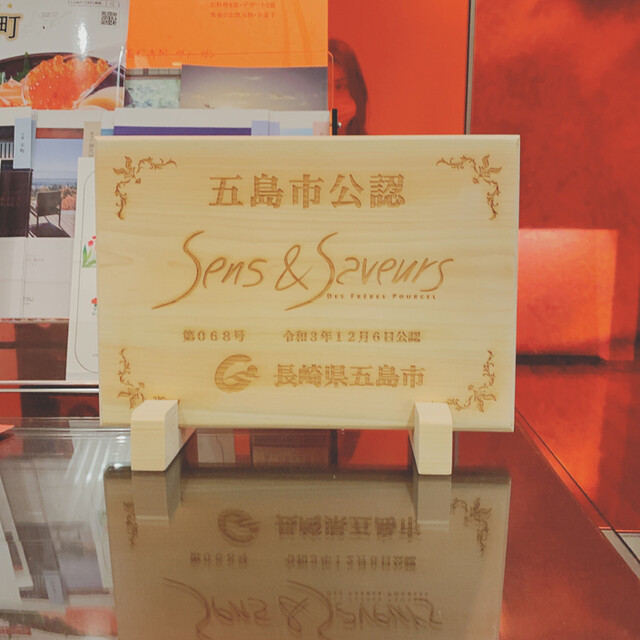 町
五島市公認
Sens & Saveurs
DES FRÈRES POURCEL
第068号 令和3年12月6日公認
長崎県五島市